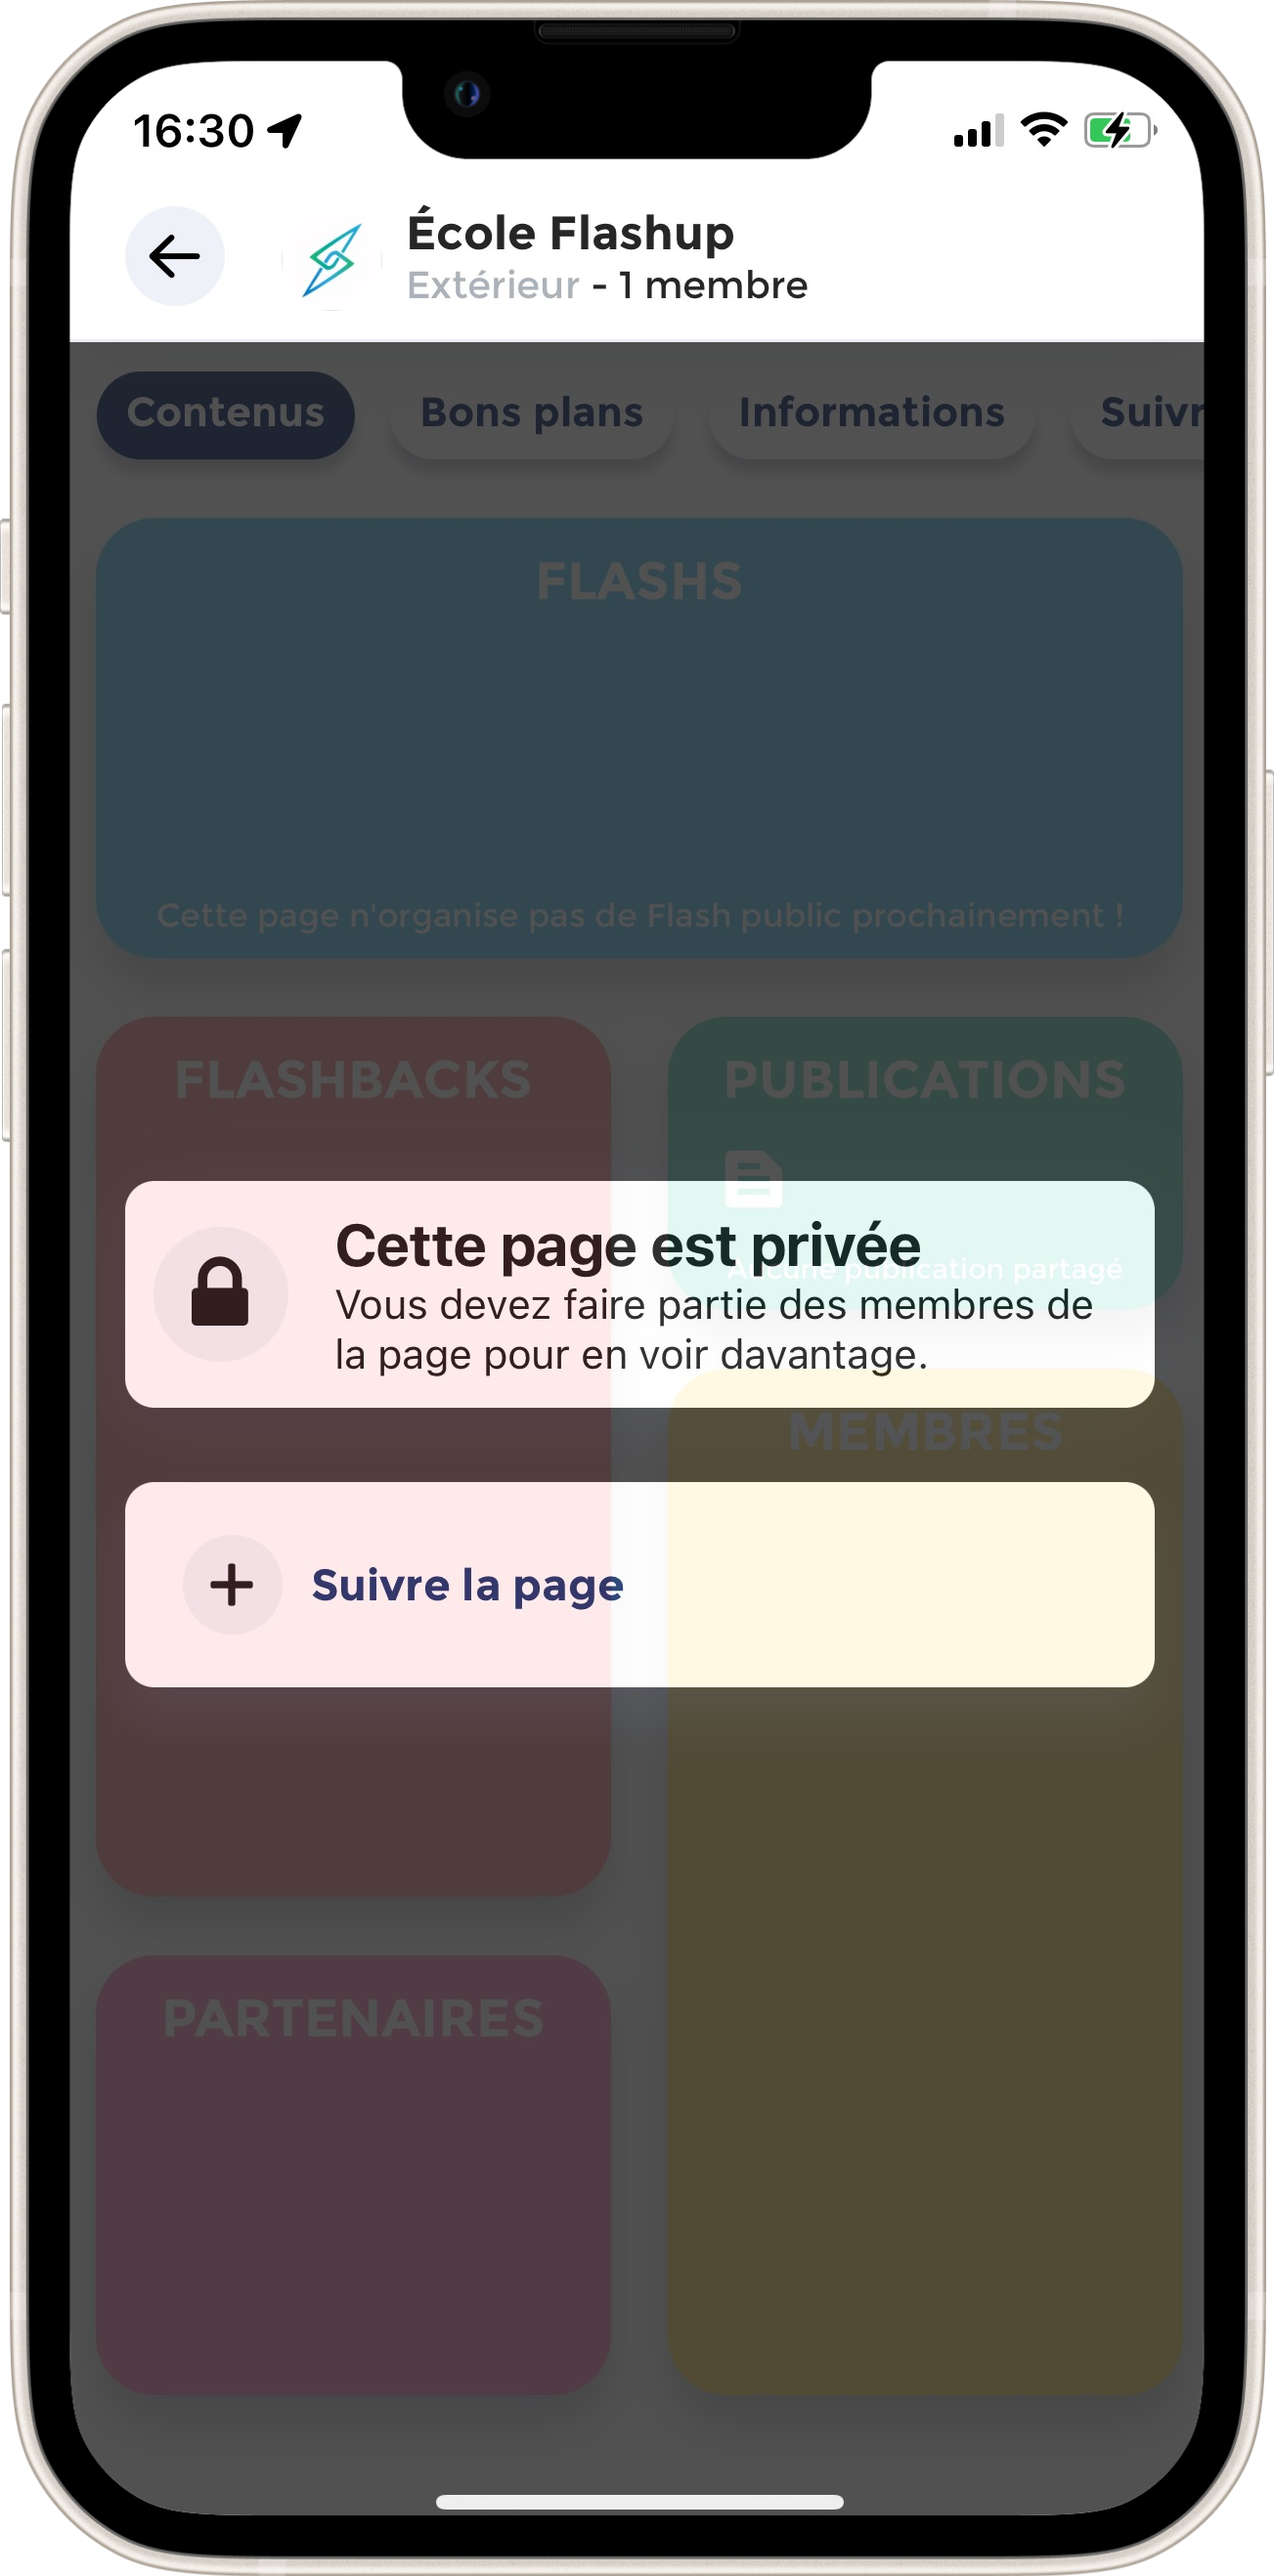 16:30
École Flashup
Extérieur - 1 membre
Contenus
Bons plans
Informations
Suivr
FLASHS
Cette page n'organise pas de Flash public prochainement !
FLASHBACKS
PUBLICATIONS
Cette page est privée
Aucune publication partagé
Vous devez faire partie des membres de
la page pour en voir davantage.
MEMBRES
Suivre la page
PARTENAIRES